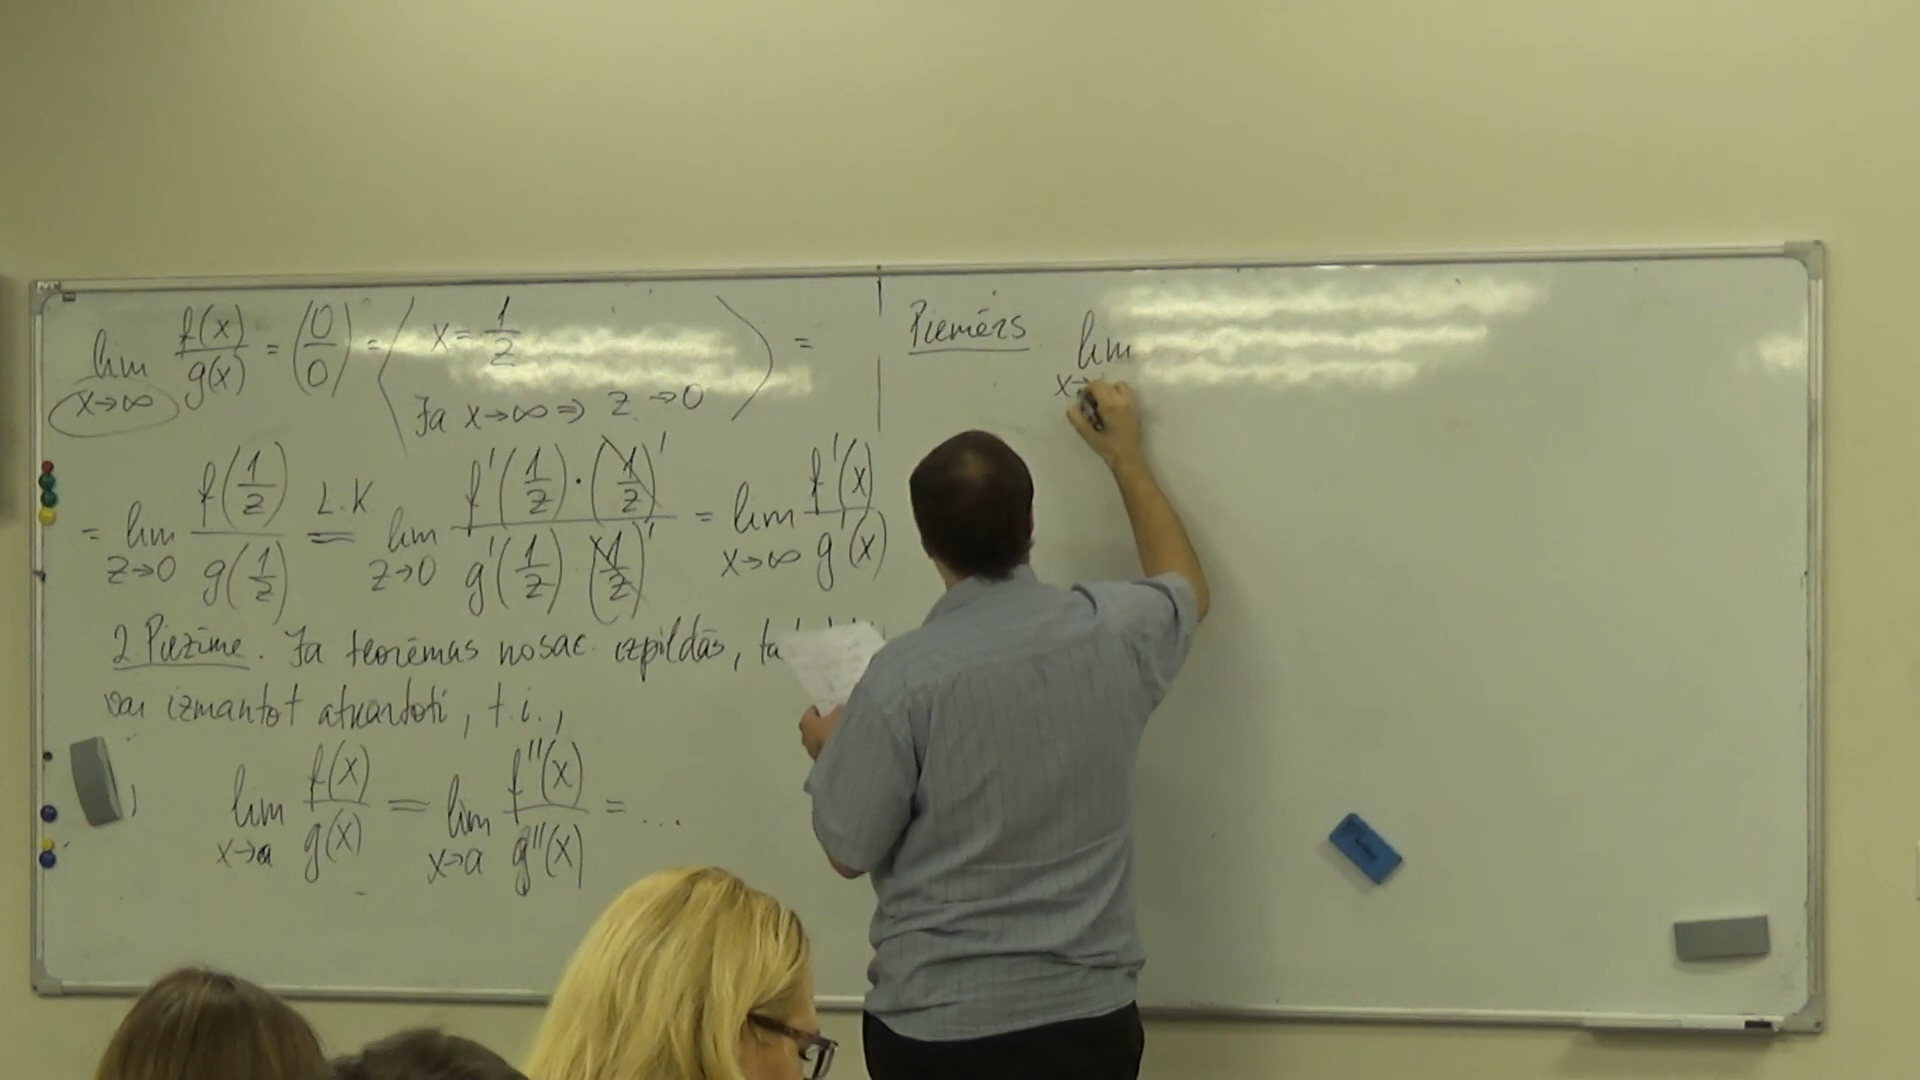 lim x→∞ f(x)/g(x) = (0/0) = ⟨ x = 1/z
Ja x→∞ ⇒ z→0 ⟩ =
= lim z→0 f(1/z)/g(1/z) L.K. = lim z→0 f'(1/z)·(1/z)'/g'(1/z)·(1/z)' = lim x→∞ f'(x)/g'(x)
2. Piezīme. Ja teorēmas nosac. izpildās, ta
var izmantot atkārtoti, t.i.,
lim x→a f(x)/g(x) = lim x→a f''(x)/g''(x) = ...
Piemērs. lim
x→